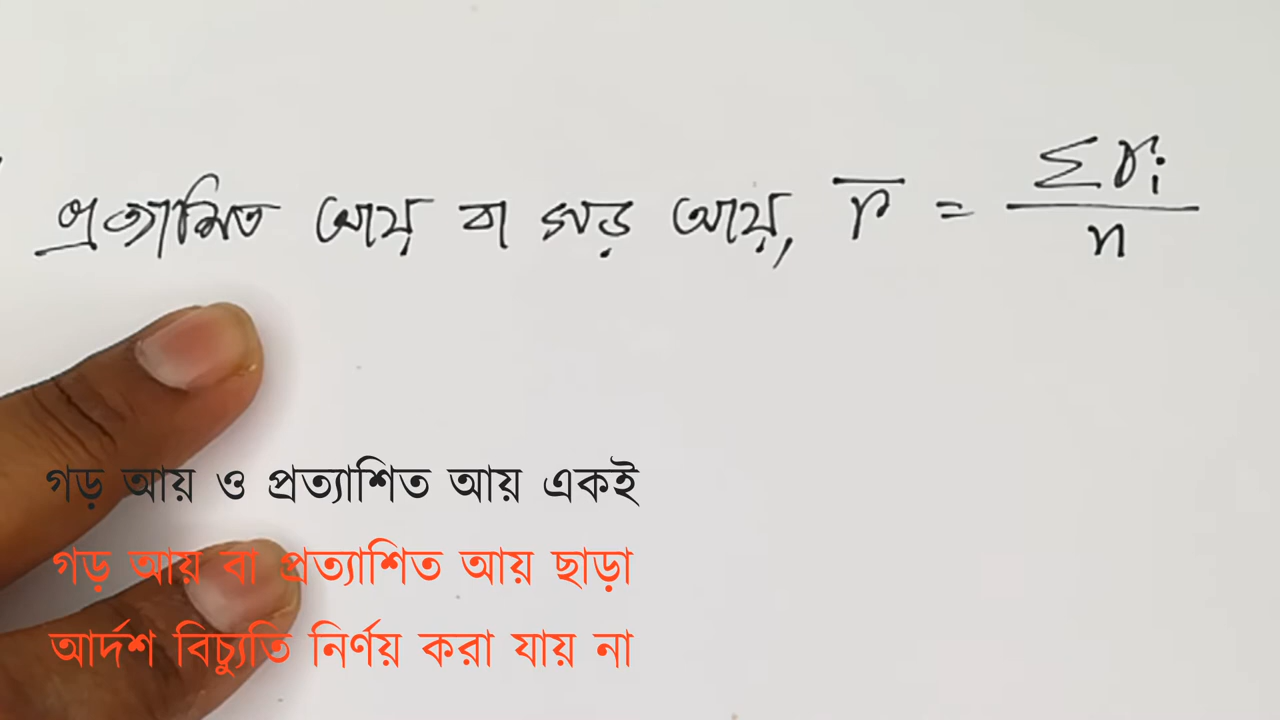 প্রত্যাশিত আয় বা গড় আয়, r̅ = Σrᵢ / n
গড় আয় ও প্রত্যাশিত আয় একই
গড় আয় বা প্রত্যাশিত আয় ছাড়া
আর্দশ বিচ্যুতি নির্ণয় করা যায় না